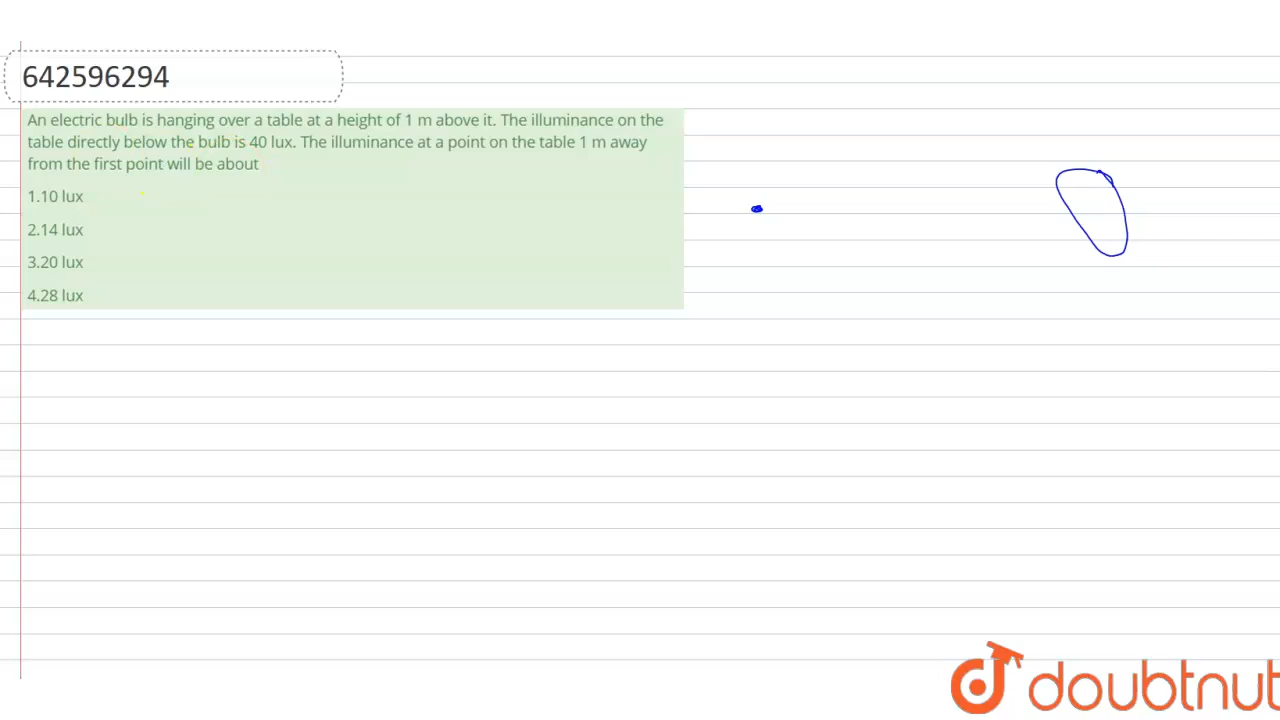 642596294
An electric bulb is hanging over a table at a height of 1 m above it. The illuminance on the
table directly below the bulb is 40 lux. The illuminance at a point on the table 1 m away
from the first point will be about
1.10 lux
2.14 lux
3.20 lux
4.28 lux
doubtnut